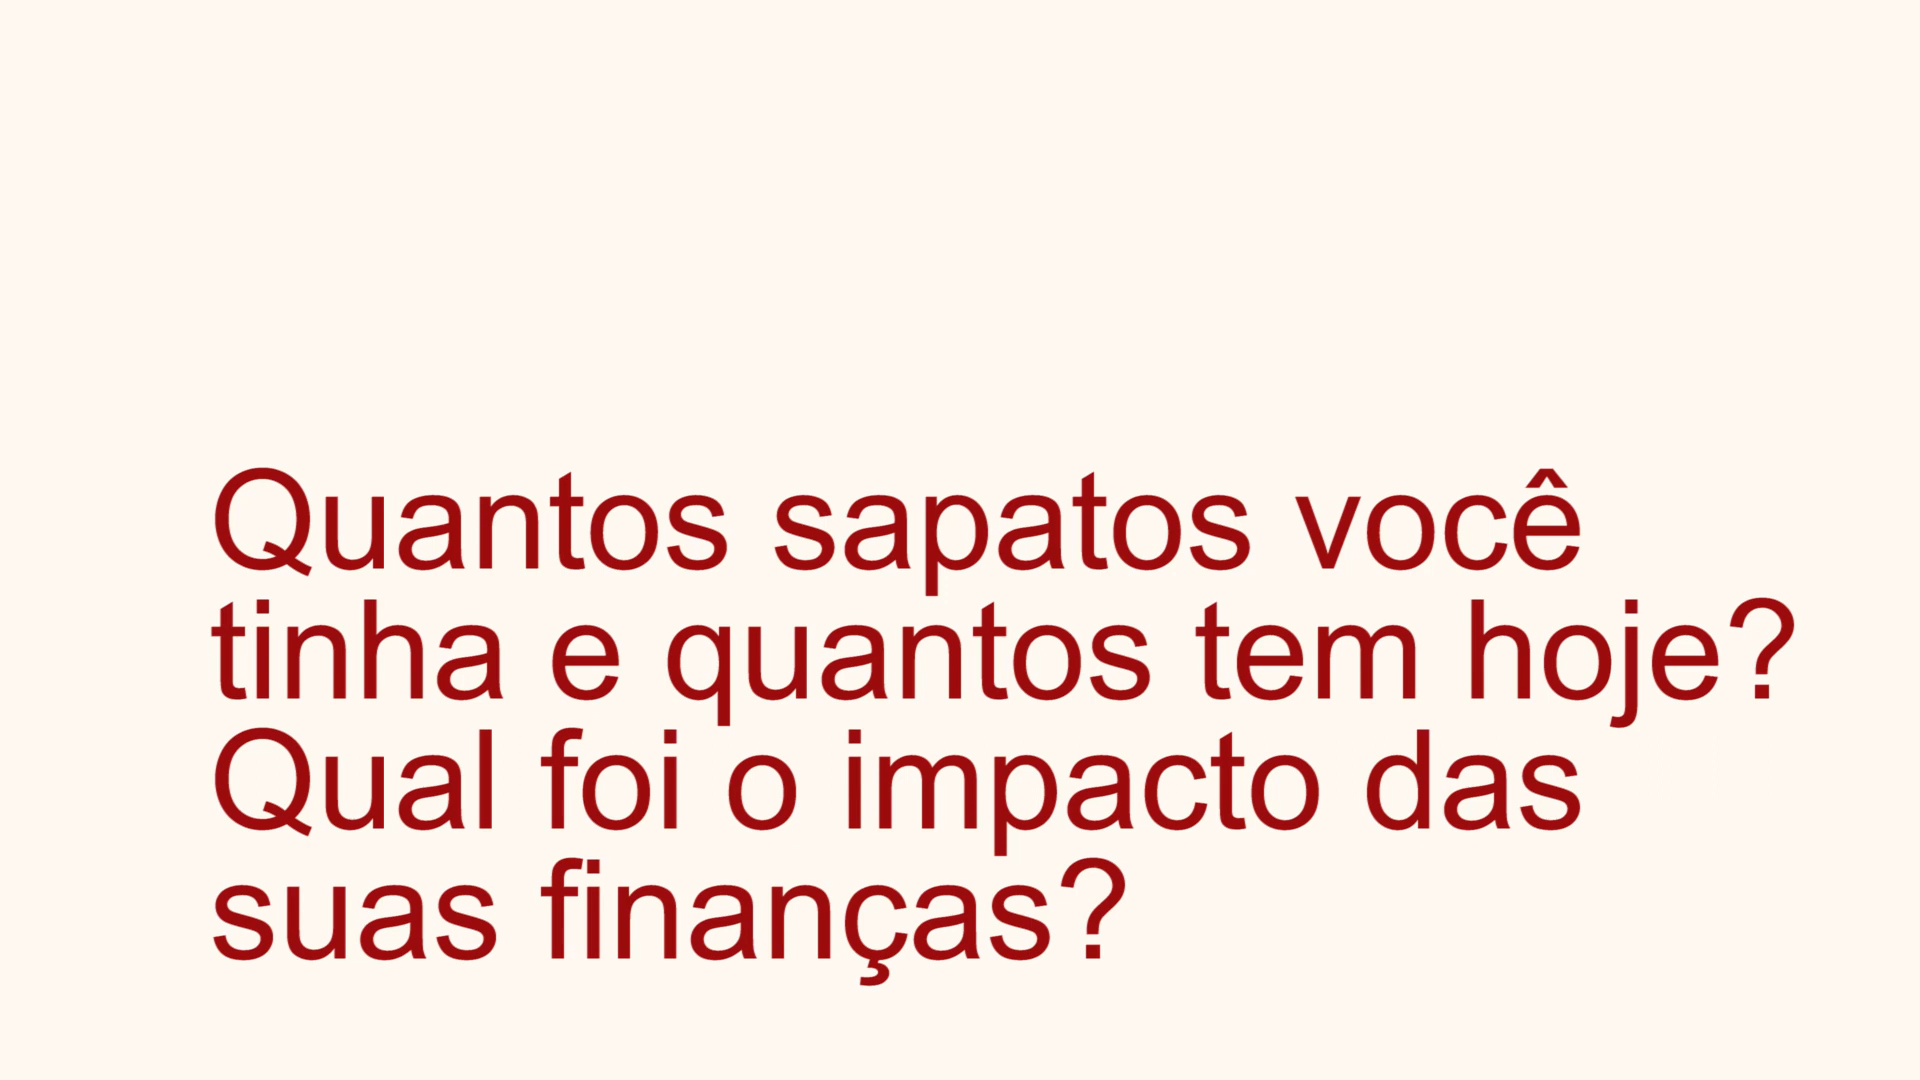 Quantos sapatos você
tinha e quantos tem hoje?
Qual foi o impacto das
suas finanças?